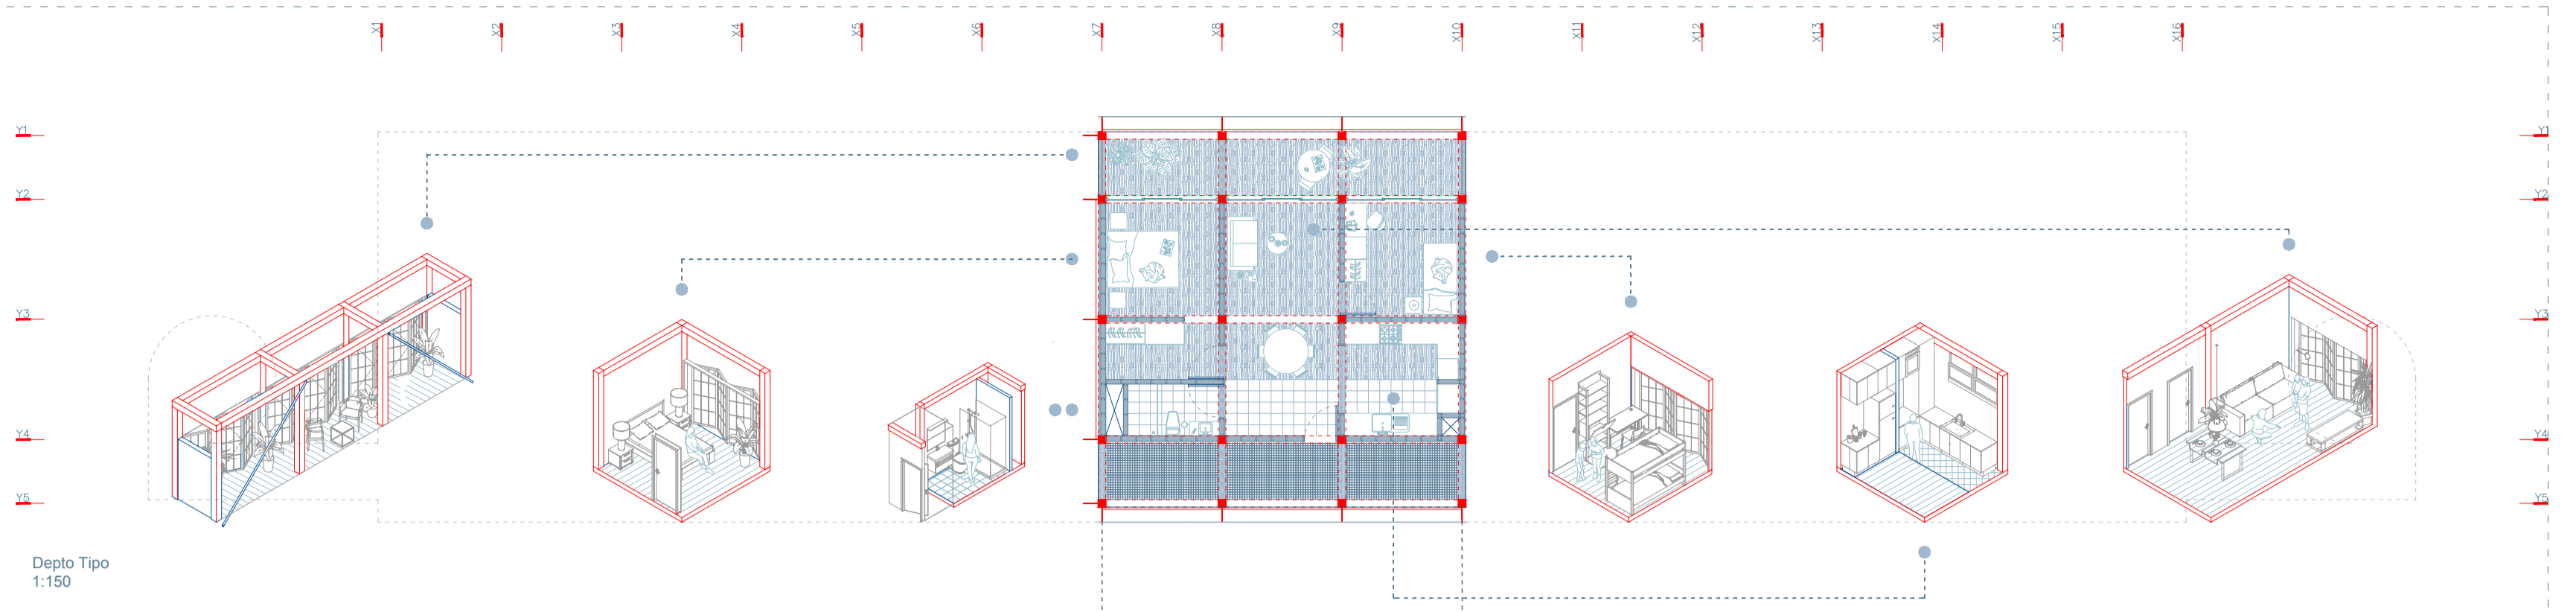 X1 X2 X3 X4 X5 X6 X7 X8 X9 X10 X11 X12 X13 X14 X15 X16
Y1 Y1
Y2 Y2
Y3 Y3
Y4 Y4
Y5 Y5
Depto Tipo
1:150